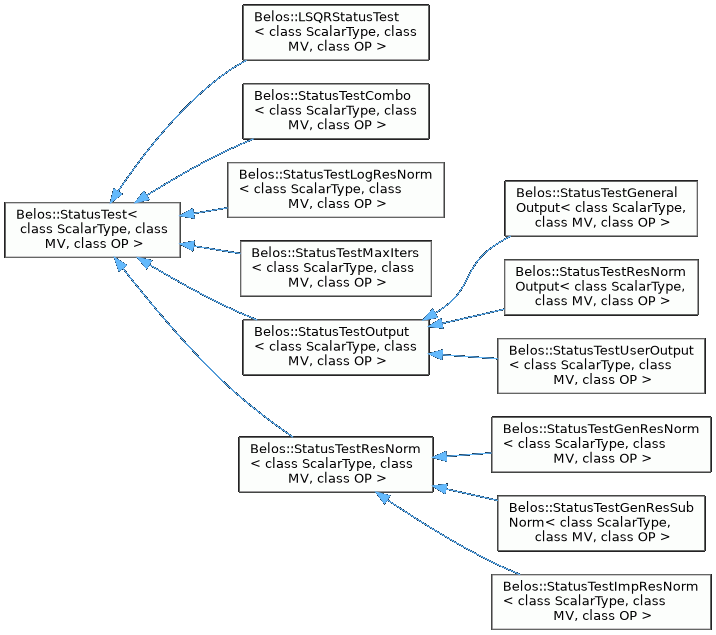 Belos::LSQRStatusTest
< class ScalarType, class
MV, class OP >
Belos::StatusTestCombo
< class ScalarType, class
MV, class OP >
Belos::StatusTestLogResNorm
< class ScalarType, class
MV, class OP >
Belos::StatusTest<
class ScalarType, class
MV, class OP >
Belos::StatusTestMaxIters
< class ScalarType, class
MV, class OP >
Belos::StatusTestOutput
< class ScalarType, class
MV, class OP >
Belos::StatusTestResNorm
< class ScalarType, class
MV, class OP >
Belos::StatusTestGeneral
Output< class ScalarType,
class MV, class OP >
Belos::StatusTestResNorm
Output< class ScalarType,
class MV, class OP >
Belos::StatusTestUserOutput
< class ScalarType, class
MV, class OP >
Belos::StatusTestGenResNorm
< class ScalarType, class
MV, class OP >
Belos::StatusTestGenResSub
Norm< class ScalarType,
class MV, class OP >
Belos::StatusTestImpResNorm
< class ScalarType, class
MV, class OP >